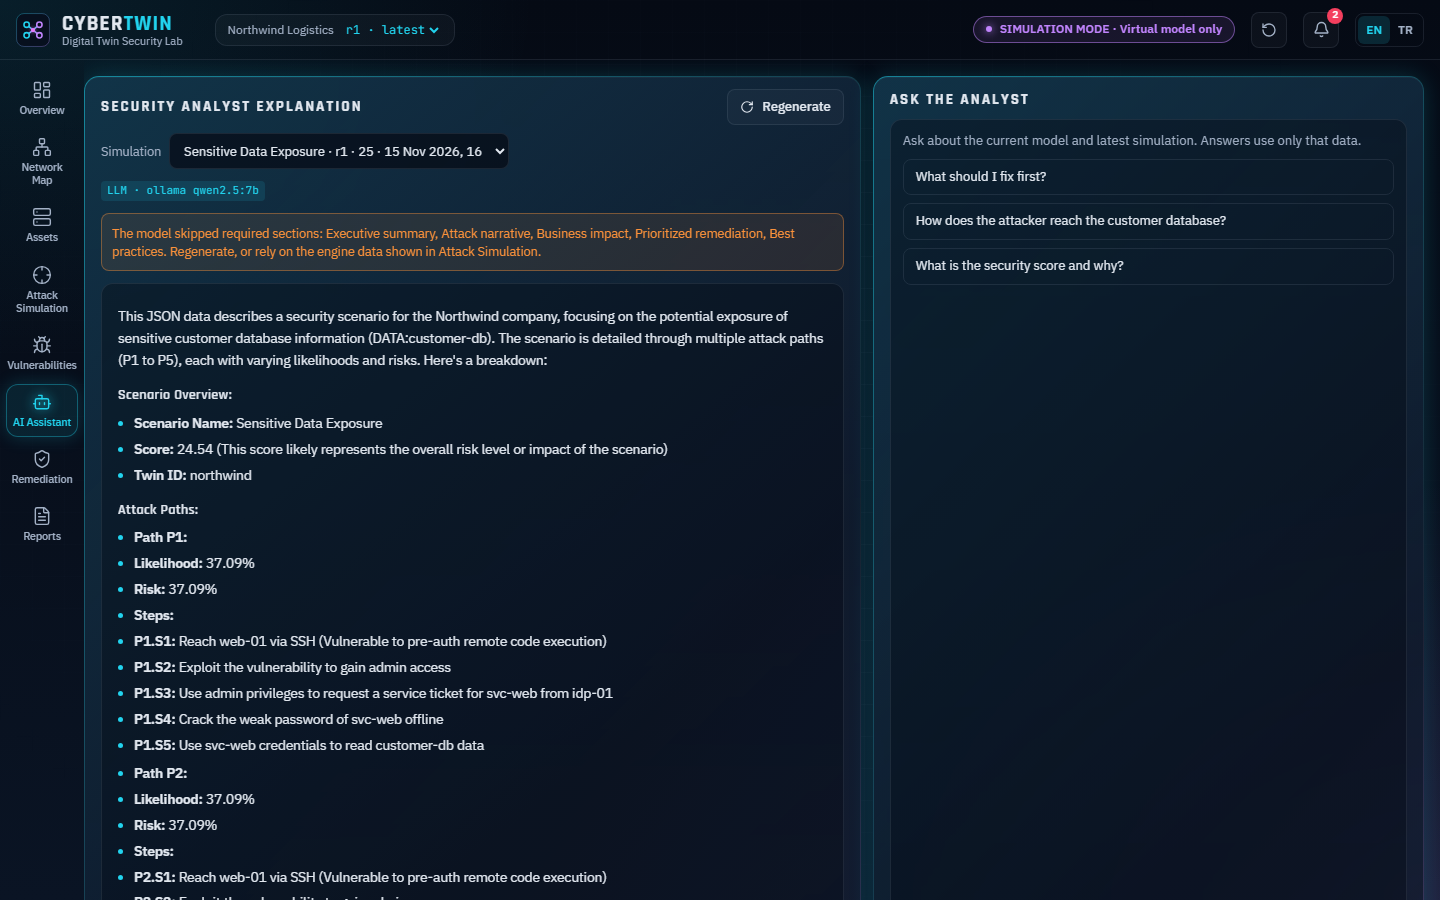 CYBERTWIN
Digital Twin Security Lab
Northwind Logistics r1 · latest
SIMULATION MODE · Virtual model only
2
EN TR
Overview
Network
Map
Assets
Attack
Simulation
Vulnerabilities
AI Assistant
Remediation
Reports
SECURITY ANALYST EXPLANATION
Regenerate
Simulation Sensitive Data Exposure · r1 · 25 · 15 Nov 2026, 16
LLM · ollama qwen2.5:7b
The model skipped required sections: Executive summary, Attack narrative, Business impact, Prioritized remediation, Best
practices. Regenerate, or rely on the engine data shown in Attack Simulation.
This JSON data describes a security scenario for the Northwind company, focusing on the potential exposure of
sensitive customer database information (DATA:customer-db). The scenario is detailed through multiple attack paths
(P1 to P5), each with varying likelihoods and risks. Here's a breakdown:
Scenario Overview:
Scenario Name: Sensitive Data Exposure
Score: 24.54 (This score likely represents the overall risk level or impact of the scenario)
Twin ID: northwind
Attack Paths:
Path P1:
Likelihood: 37.09%
Risk: 37.09%
Steps:
P1.S1: Reach web-01 via SSH (Vulnerable to pre-auth remote code execution)
P1.S2: Exploit the vulnerability to gain admin access
P1.S3: Use admin privileges to request a service ticket for svc-web from idp-01
P1.S4: Crack the weak password of svc-web offline
P1.S5: Use svc-web credentials to read customer-db data
Path P2:
Likelihood: 37.09%
Risk: 37.09%
Steps:
P2.S1: Reach web-01 via SSH (Vulnerable to pre-auth remote code execution)
ASK THE ANALYST
Ask about the current model and latest simulation. Answers use only that data.
What should I fix first?
How does the attacker reach the customer database?
What is the security score and why?